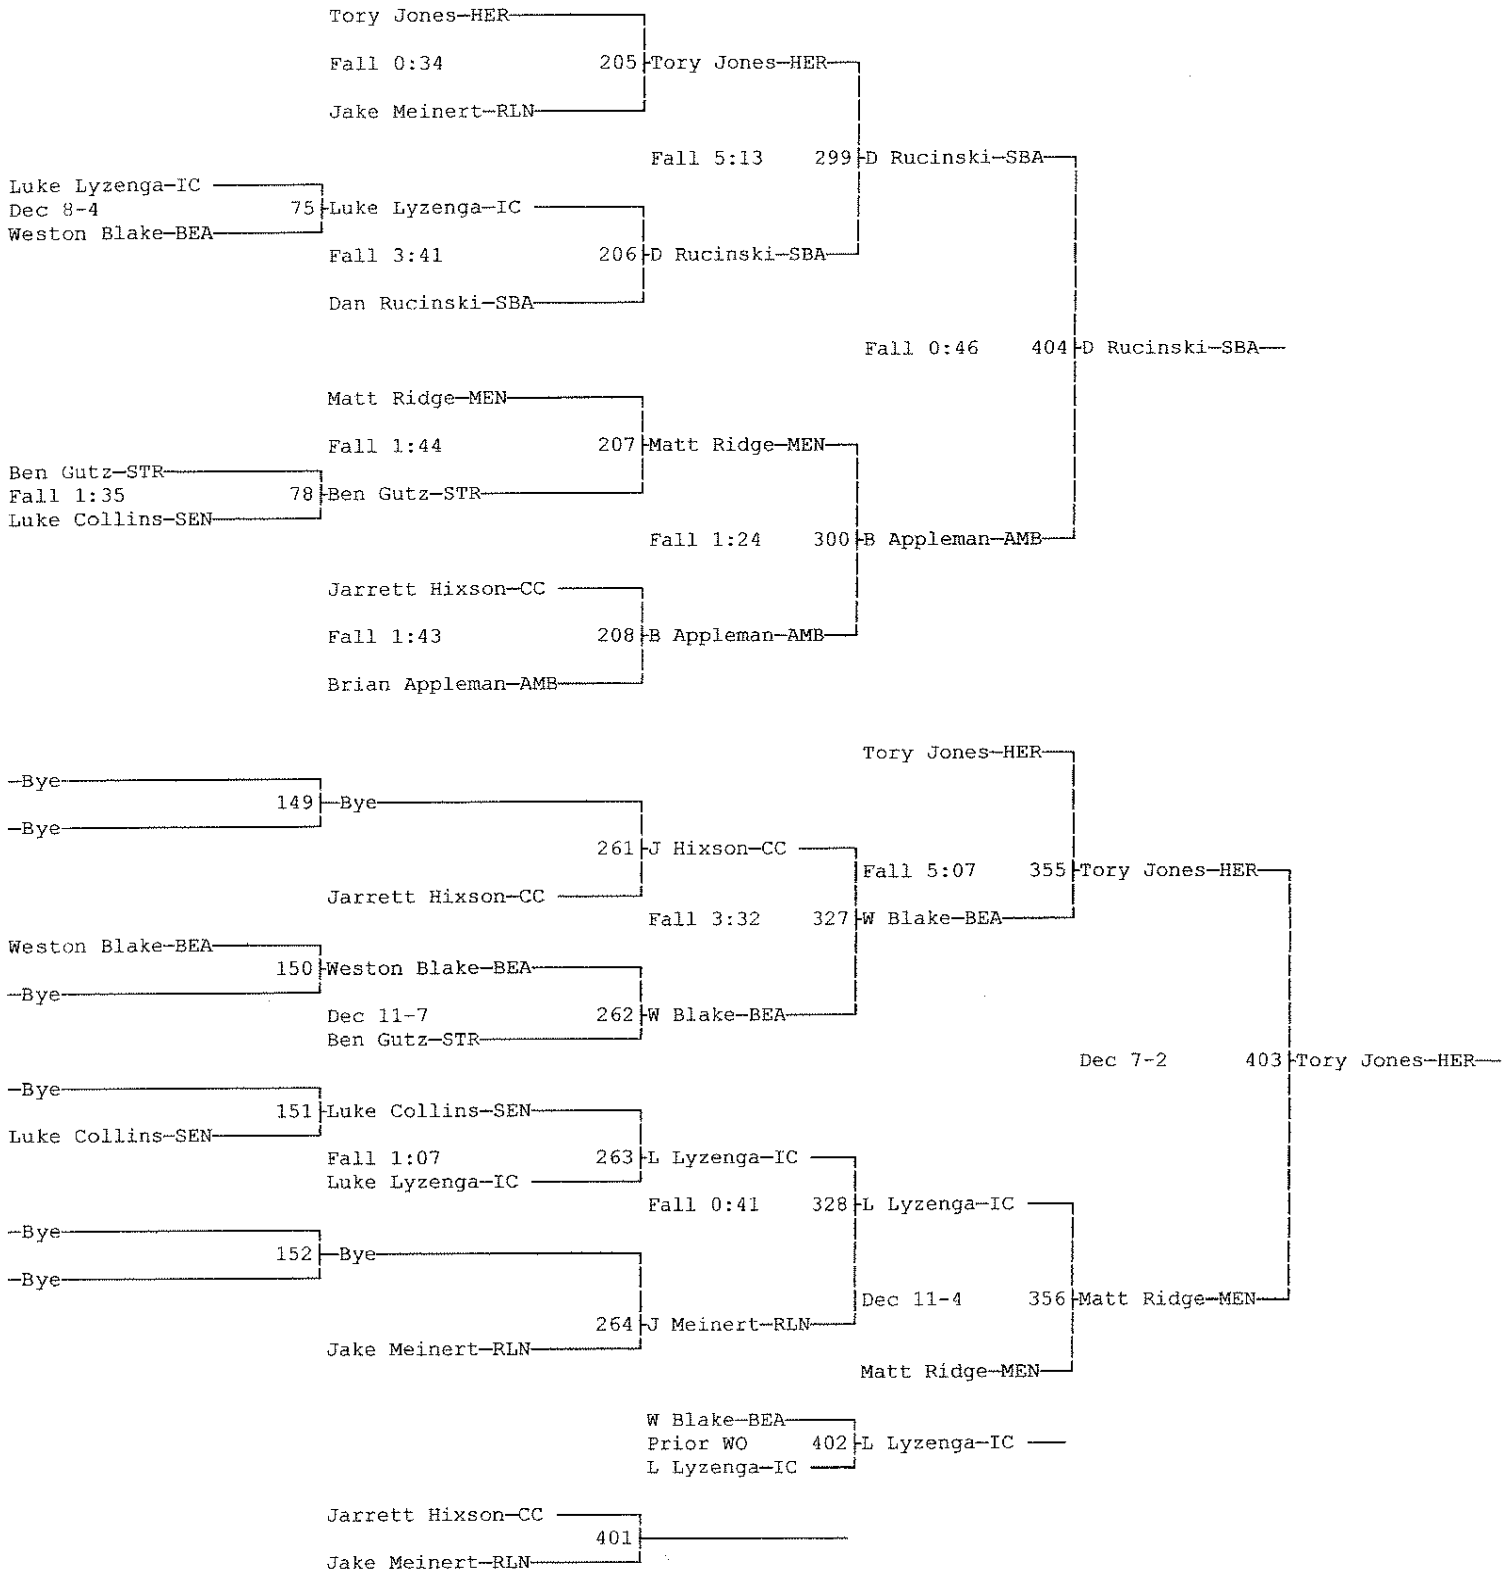 Tory Jones-HER
Fall 0:34 205 Tory Jones-HER
Jake Meinert-RLN
Fall 5:13 299 D Rucinski-SBA
Luke Lyzenga-IC
Dec 8-4 75 Luke Lyzenga-IC
Weston Blake-BEA
Fall 3:41 206 D Rucinski-SBA
Dan Rucinski-SBA
Fall 0:46 404 D Rucinski-SBA
Matt Ridge-MEN
Fall 1:44 207 Matt Ridge-MEN
Ben Gutz-STR
Fall 1:35 78 Ben Gutz-STR
Luke Collins-SEN
Fall 1:24 300 B Appleman-AMB
Jarrett Hixson-CC
Fall 1:43 208 B Appleman-AMB
Brian Appleman-AMB
Tory Jones-HER
-Bye
149 -Bye
-Bye
261 J Hixson-CC
Fall 5:07 355 Tory Jones-HER
Jarrett Hixson-CC
Fall 3:32 327 W Blake-BEA
Weston Blake-BEA
150 Weston Blake-BEA
-Bye
Dec 11-7 262 W Blake-BEA
Ben Gutz-STR
Dec 7-2 403 Tory Jones-HER
-Bye
151 Luke Collins-SEN
Luke Collins-SEN
Fall 1:07 263 L Lyzenga-IC
Luke Lyzenga-IC
Fall 0:41 328 L Lyzenga-IC
-Bye
152 -Bye
-Bye
Dec 11-4 356 Matt Ridge-MEN
264 J Meinert-RLN
Jake Meinert-RLN
Matt Ridge-MEN
W Blake-BEA
Prior WO 402 L Lyzenga-IC
L Lyzenga-IC
Jarrett Hixson-CC
401
Jake Meinert-RLN